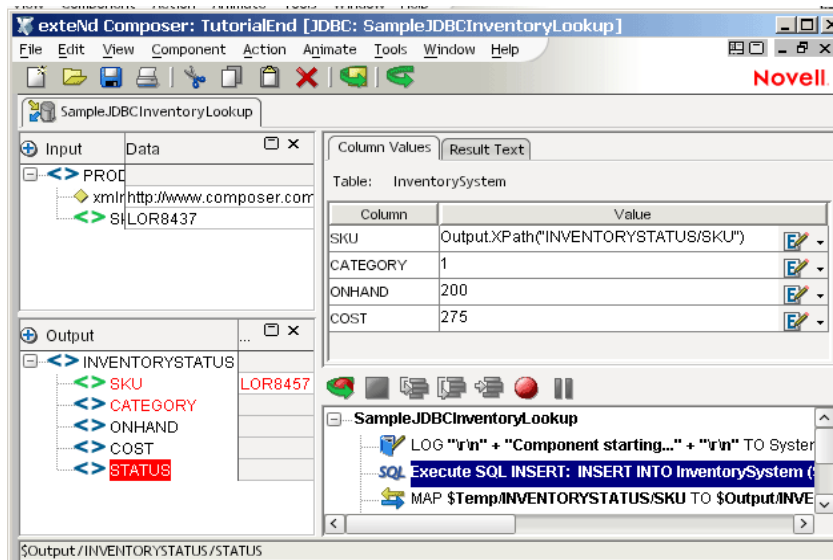 exteNd Composer: TutorialEnd [JDBC: SampleJDBCInventoryLookup]
File Edit View Component Action Animate Tools Window Help
Novell.
SampleJDBCInventoryLookup
Input Data
PROD
xmln http://www.composer.com
SK LOR8437
Column Values Result Text
Table: InventorySystem
Column Value
SKU Output.XPath("INVENTORYSTATUS/SKU")
CATEGORY 1
ONHAND 200
COST 275
Output ...
INVENTORYSTATUS
SKU LOR8457
CATEGORY
ONHAND
COST
STATUS
SampleJDBCInventoryLookup
LOG "\r\n" + "Component starting..." + "\r\n" TO System
SQL Execute SQL INSERT: INSERT INTO InventorySystem (
MAP $Temp/INVENTORYSTATUS/SKU TO $Output/INVE
$Output/INVENTORYSTATUS/STATUS